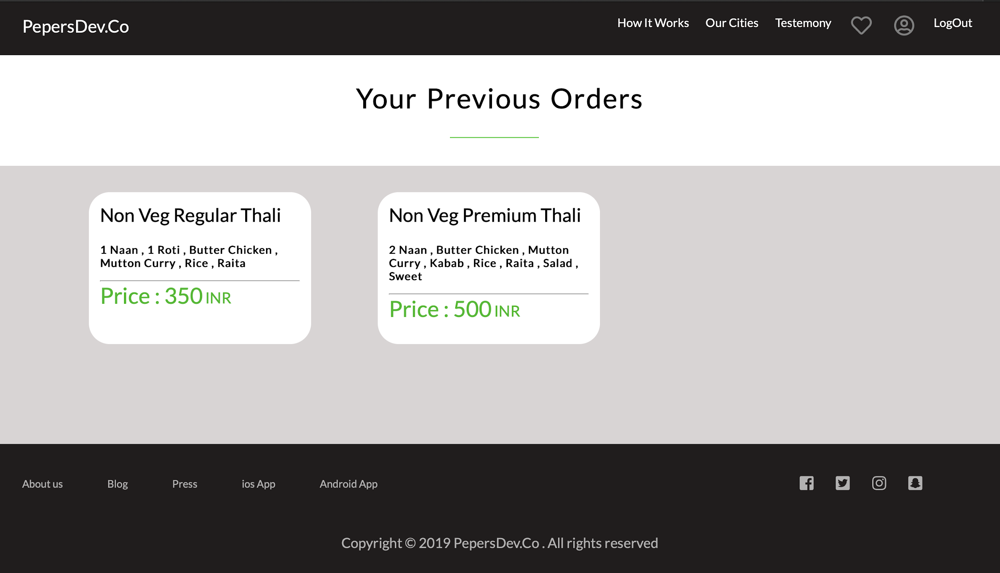 PepersDev.Co
How It Works
Our Cities
Testemony
LogOut
Your Previous Orders
Non Veg Regular Thali
1 Naan , 1 Roti , Butter Chicken ,
Mutton Curry , Rice , Raita
Price : 350 INR
Non Veg Premium Thali
2 Naan , Butter Chicken , Mutton
Curry , Kabab , Rice , Raita , Salad ,
Sweet
Price : 500 INR
About us
Blog
Press
ios App
Android App
Copyright © 2019 PepersDev.Co . All rights reserved